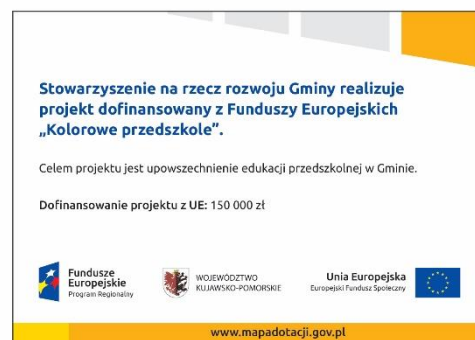 Stowarzyszenie na rzecz rozwoju Gminy realizuje
projekt dofinansowany z Funduszy Europejskich
„Kolorowe przedszkole”.
Celem projektu jest upowszechnienie edukacji przedszkolnej w Gminie.
Dofinansowanie projektu z UE: 150 000 zł
Fundusze
Europejskie
Program Regionalny
WOJEWÓDZTWO
KUJAWSKO-POMORSKIE
Unia Europejska
Europejski Fundusz Społeczny
www.mapadotacji.gov.pl